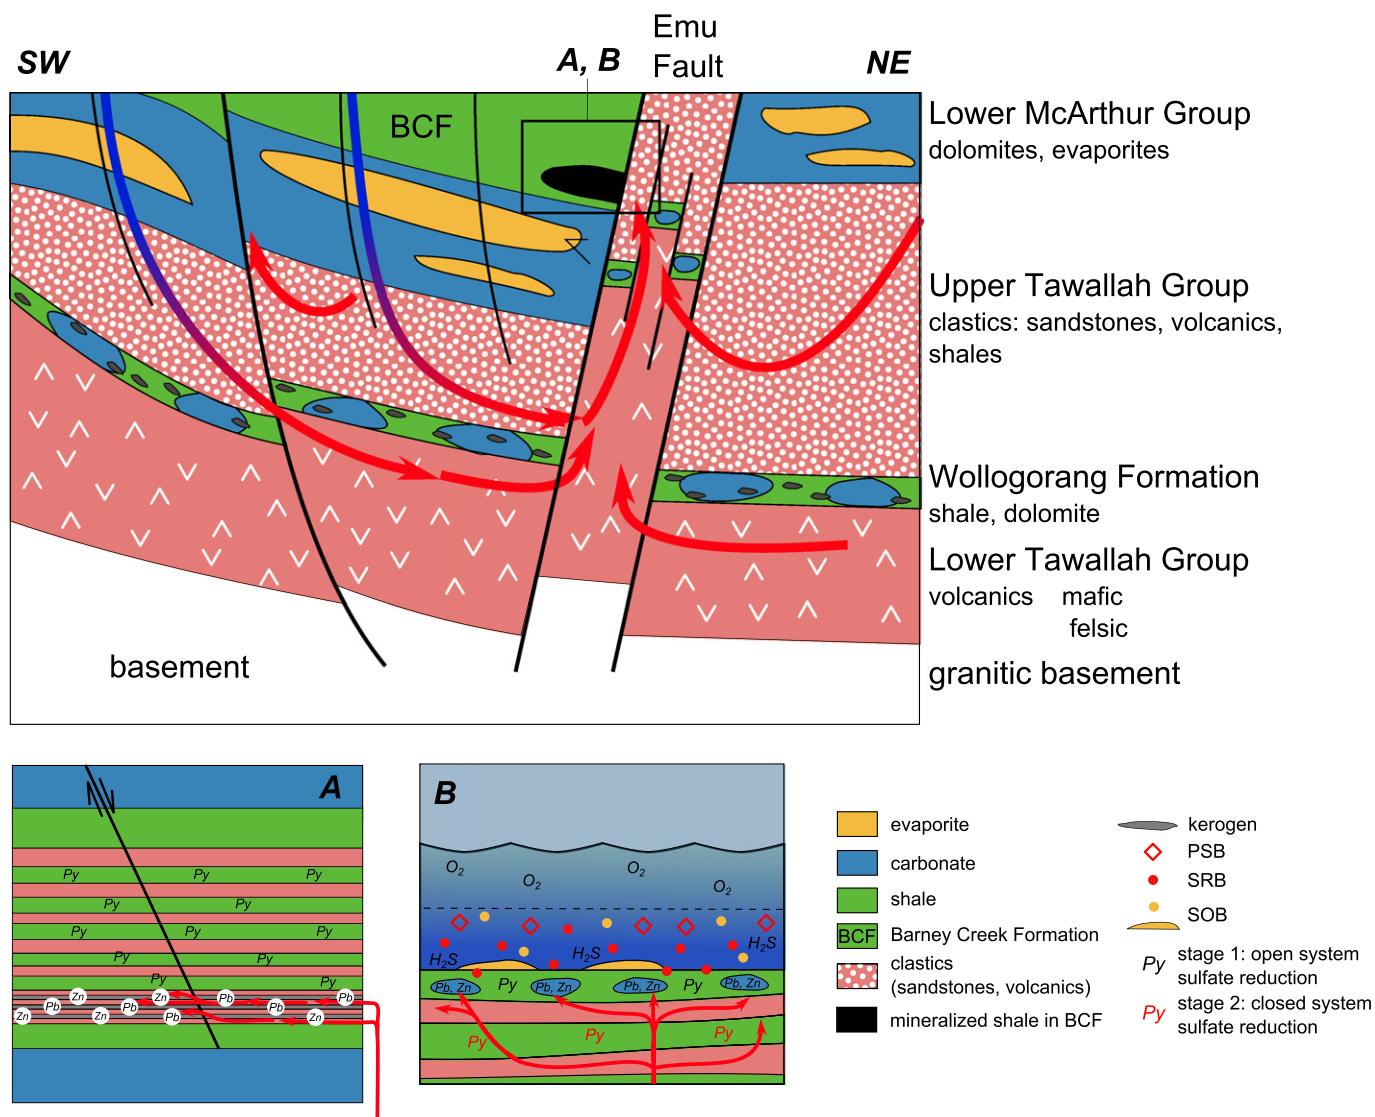 SW
A, B
Emu
Fault
NE
BCF
Lower McArthur Group
dolomites, evaporites
Upper Tawallah Group
clastics: sandstones, volcanics,
shales
Wollogorang Formation
shale, dolomite
Lower Tawallah Group
volcanics mafic
felsic
basement
granitic basement
A
Py Py Py
Py Py
Py Py Py
Py Py
Py Py
Zn Zn Pb Pb
Pb Pb Zn
Zn Zn Pb Zn
B
O2 O2
O2 O2
H2S H2S H2S
Pb, Zn Py Pb, Zn Pb, Zn Py Pb, Zn
Py Py Py
evaporite
carbonate
shale
BCF Barney Creek Formation
clastics
(sandstones, volcanics)
mineralized shale in BCF
kerogen
PSB
SRB
SOB
Py stage 1: open system
sulfate reduction
Py stage 2: closed system
sulfate reduction